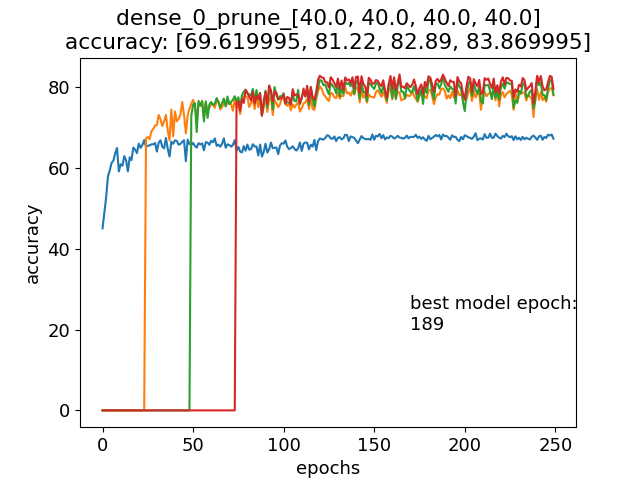 dense_0_prune_[40.0, 40.0, 40.0, 40.0]
accuracy: [69.619995, 81.22, 82.89, 83.869995]
80
60
40
20
0
accuracy
best model epoch:
189
0 50 100 150 200 250
epochs